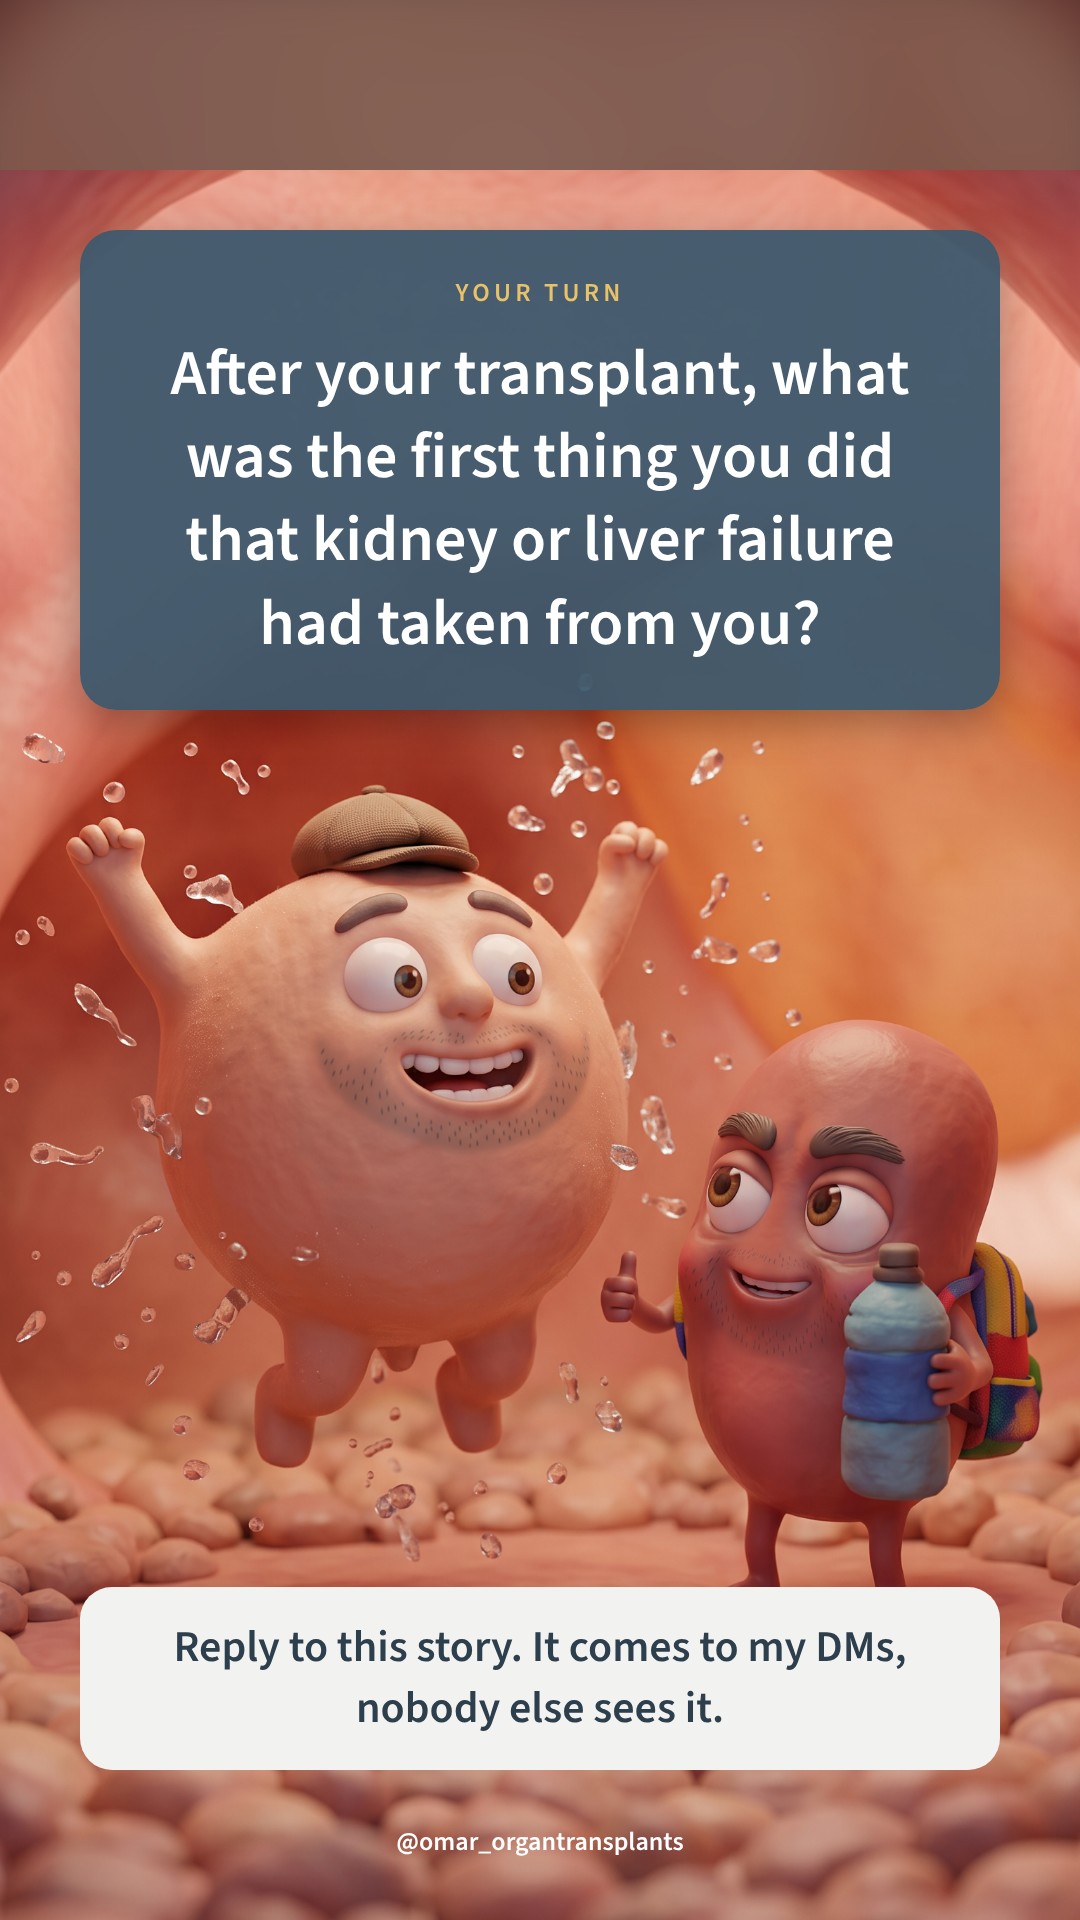 YOUR TURN
After your transplant, what
was the first thing you did
that kidney or liver failure
had taken from you?
Reply to this story. It comes to my DMs,
nobody else sees it.
@omar_organtransplants